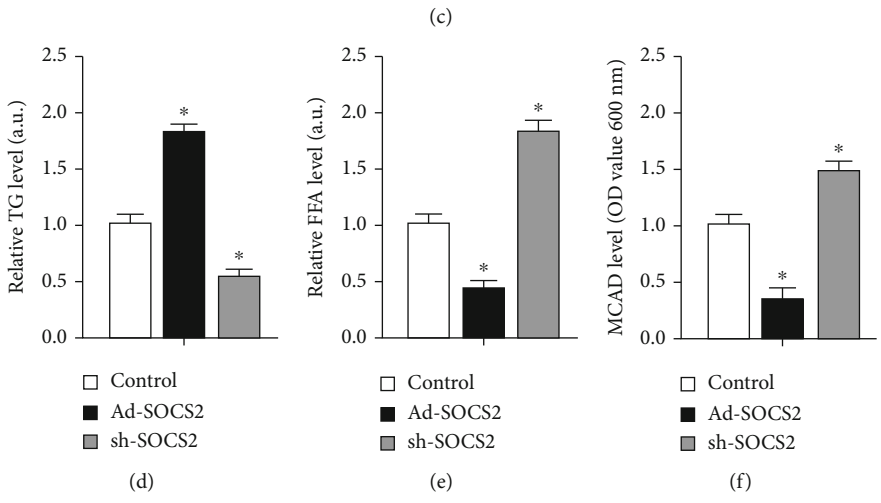 (c)
Relative TG level (a.u.)
2.5
2.0
1.5
1.0
0.5
0.0
*
*
Control
Ad-SOCS2
sh-SOCS2
(d)
Relative FFA level (a.u.)
2.5
2.0
1.5
1.0
0.5
0.0
*
*
Control
Ad-SOCS2
sh-SOCS2
(e)
MCAD level (OD value 600 nm)
2.5
2.0
1.5
1.0
0.5
0.0
*
*
Control
Ad-SOCS2
sh-SOCS2
(f)